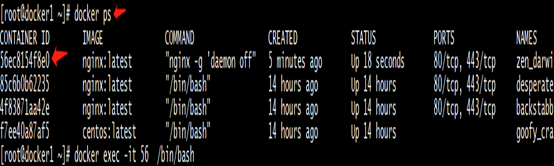 [root@docker1 ~]# docker ps
CONTAINER ID IMAGE COMMAND CREATED STATUS PORTS NAMES
56ec8154f8e0 nginx:latest "nginx -g 'daemon off" 5 minutes ago Up 18 seconds 80/tcp, 443/tcp zen_darwi
85c6b0b62235 nginx:latest "/bin/bash" 14 hours ago Up 14 hours 80/tcp, 443/tcp desperate
4f83871aa42e nginx:latest "/bin/bash" 14 hours ago Up 14 hours 80/tcp, 443/tcp backstabb
f7ee40a87af5 centos:latest "/bin/bash" 14 hours ago Up 14 hours goofy_cra
[root@docker1 ~]# docker exec -it 56 /bin/bash